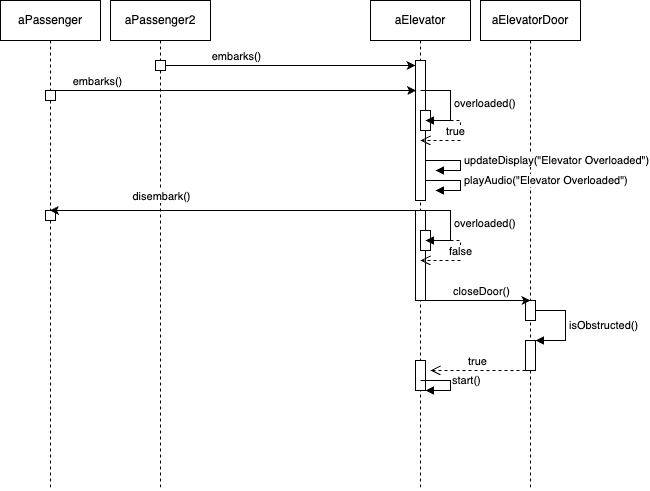 aPassenger
aPassenger2
aElevator
aElevatorDoor
embarks()
embarks()
overloaded()
true
updateDisplay("Elevator Overloaded")
playAudio("Elevator Overloaded")
disembark()
overloaded()
false
closeDoor()
isObstructed()
true
start()